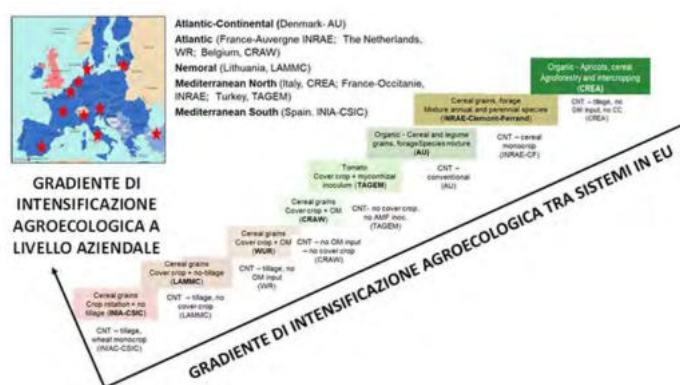 Atlantic-Continental (Denmark- AU)
Atlantic (France-Auvergne INRAE; The Netherlands,
WR; Belgium, CRAW)
Nemoral (Lithuania, LAMMC)
Mediterranean North (Italy, CREA; France-Occitanie,
INRAE; Turkey, TAGEM)
Mediterranean South (Spain. INIA-CSIC)
GRADIENTE DI
INTENSIFICAZIONE
AGROECOLOGICA A
LIVELLO AZIENDALE
Cereal grains
Crop rotation + no
tillage (INIA-CSIC)
CNT – tillage,
wheat monocrop
(INIAC-CSIC)
Cereal grains
Cover crop + no-tillage
(LAMMC)
CNT – tillage, no
cover crop
(LAMMC)
Cereal grains
Cover crop + OM
(WUR)
CNT – tillage, no
OM input
(WR)
Cereal grains
Cover crop + OM
(CRAW)
CNT – no OM input
– no cover crop
(CRAW)
Tomato
Cover crop + mycorrhizal
inoculum (TAGEM)
CNT- no cover crop,
no AMF inoc.
(TAGEM)
Organic - Cereal and legume
grains, forage/Species mixture
(AU)
CNT –
conventional
(AU)
Cereal grains, forage
Mixture annual and perennial species
(INRAE-Clemont-Ferrand)
CNT – cereal
monocrop
(INRAE-CF)
Organic - Apricots, cereal
Agroforestry and intercropping
(CREA)
CNT – tillage, no
OM input, no CC
(CREA)
GRADIENTE DI INTENSIFICAZIONE AGROECOLOGICA TRA SISTEMI IN EU